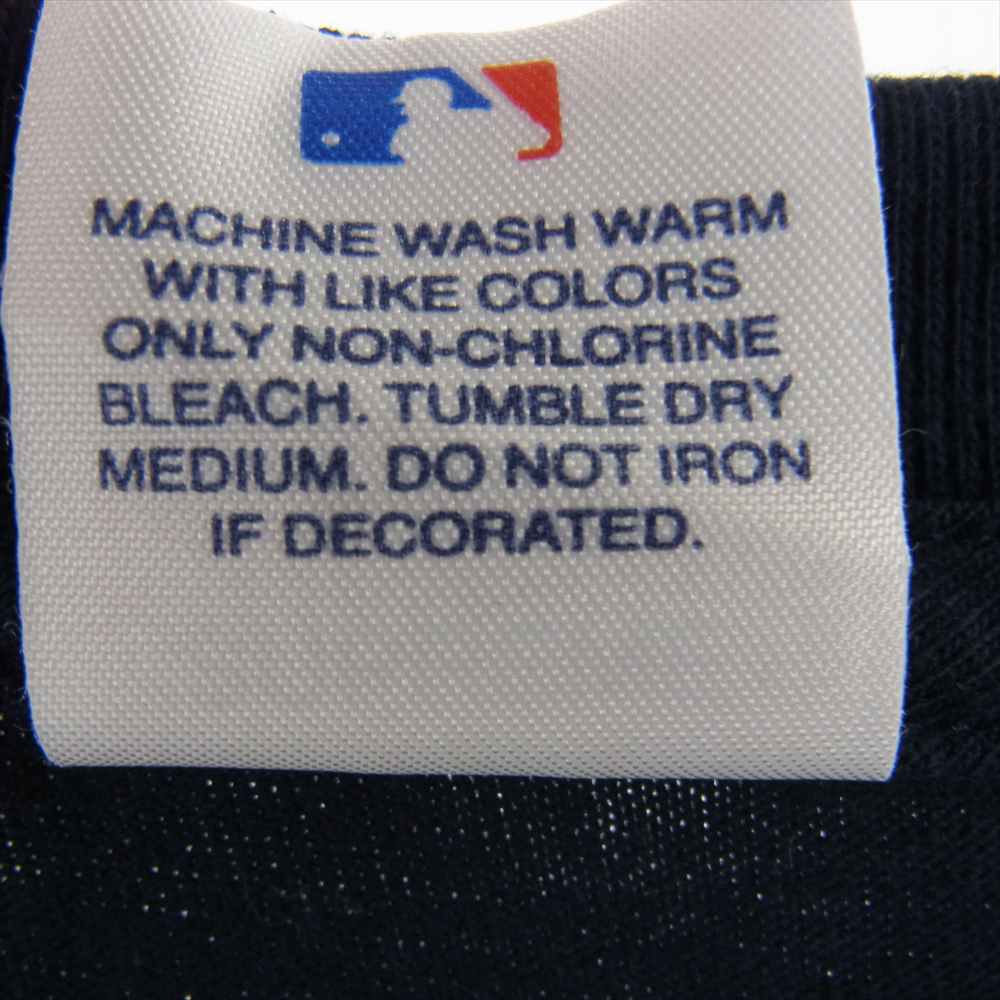 MACHINE WASH WARM
WITH LIKE COLORS
ONLY NON-CHLORINE
BLEACH. TUMBLE DRY
MEDIUM. DO NOT IRON
IF DECORATED.